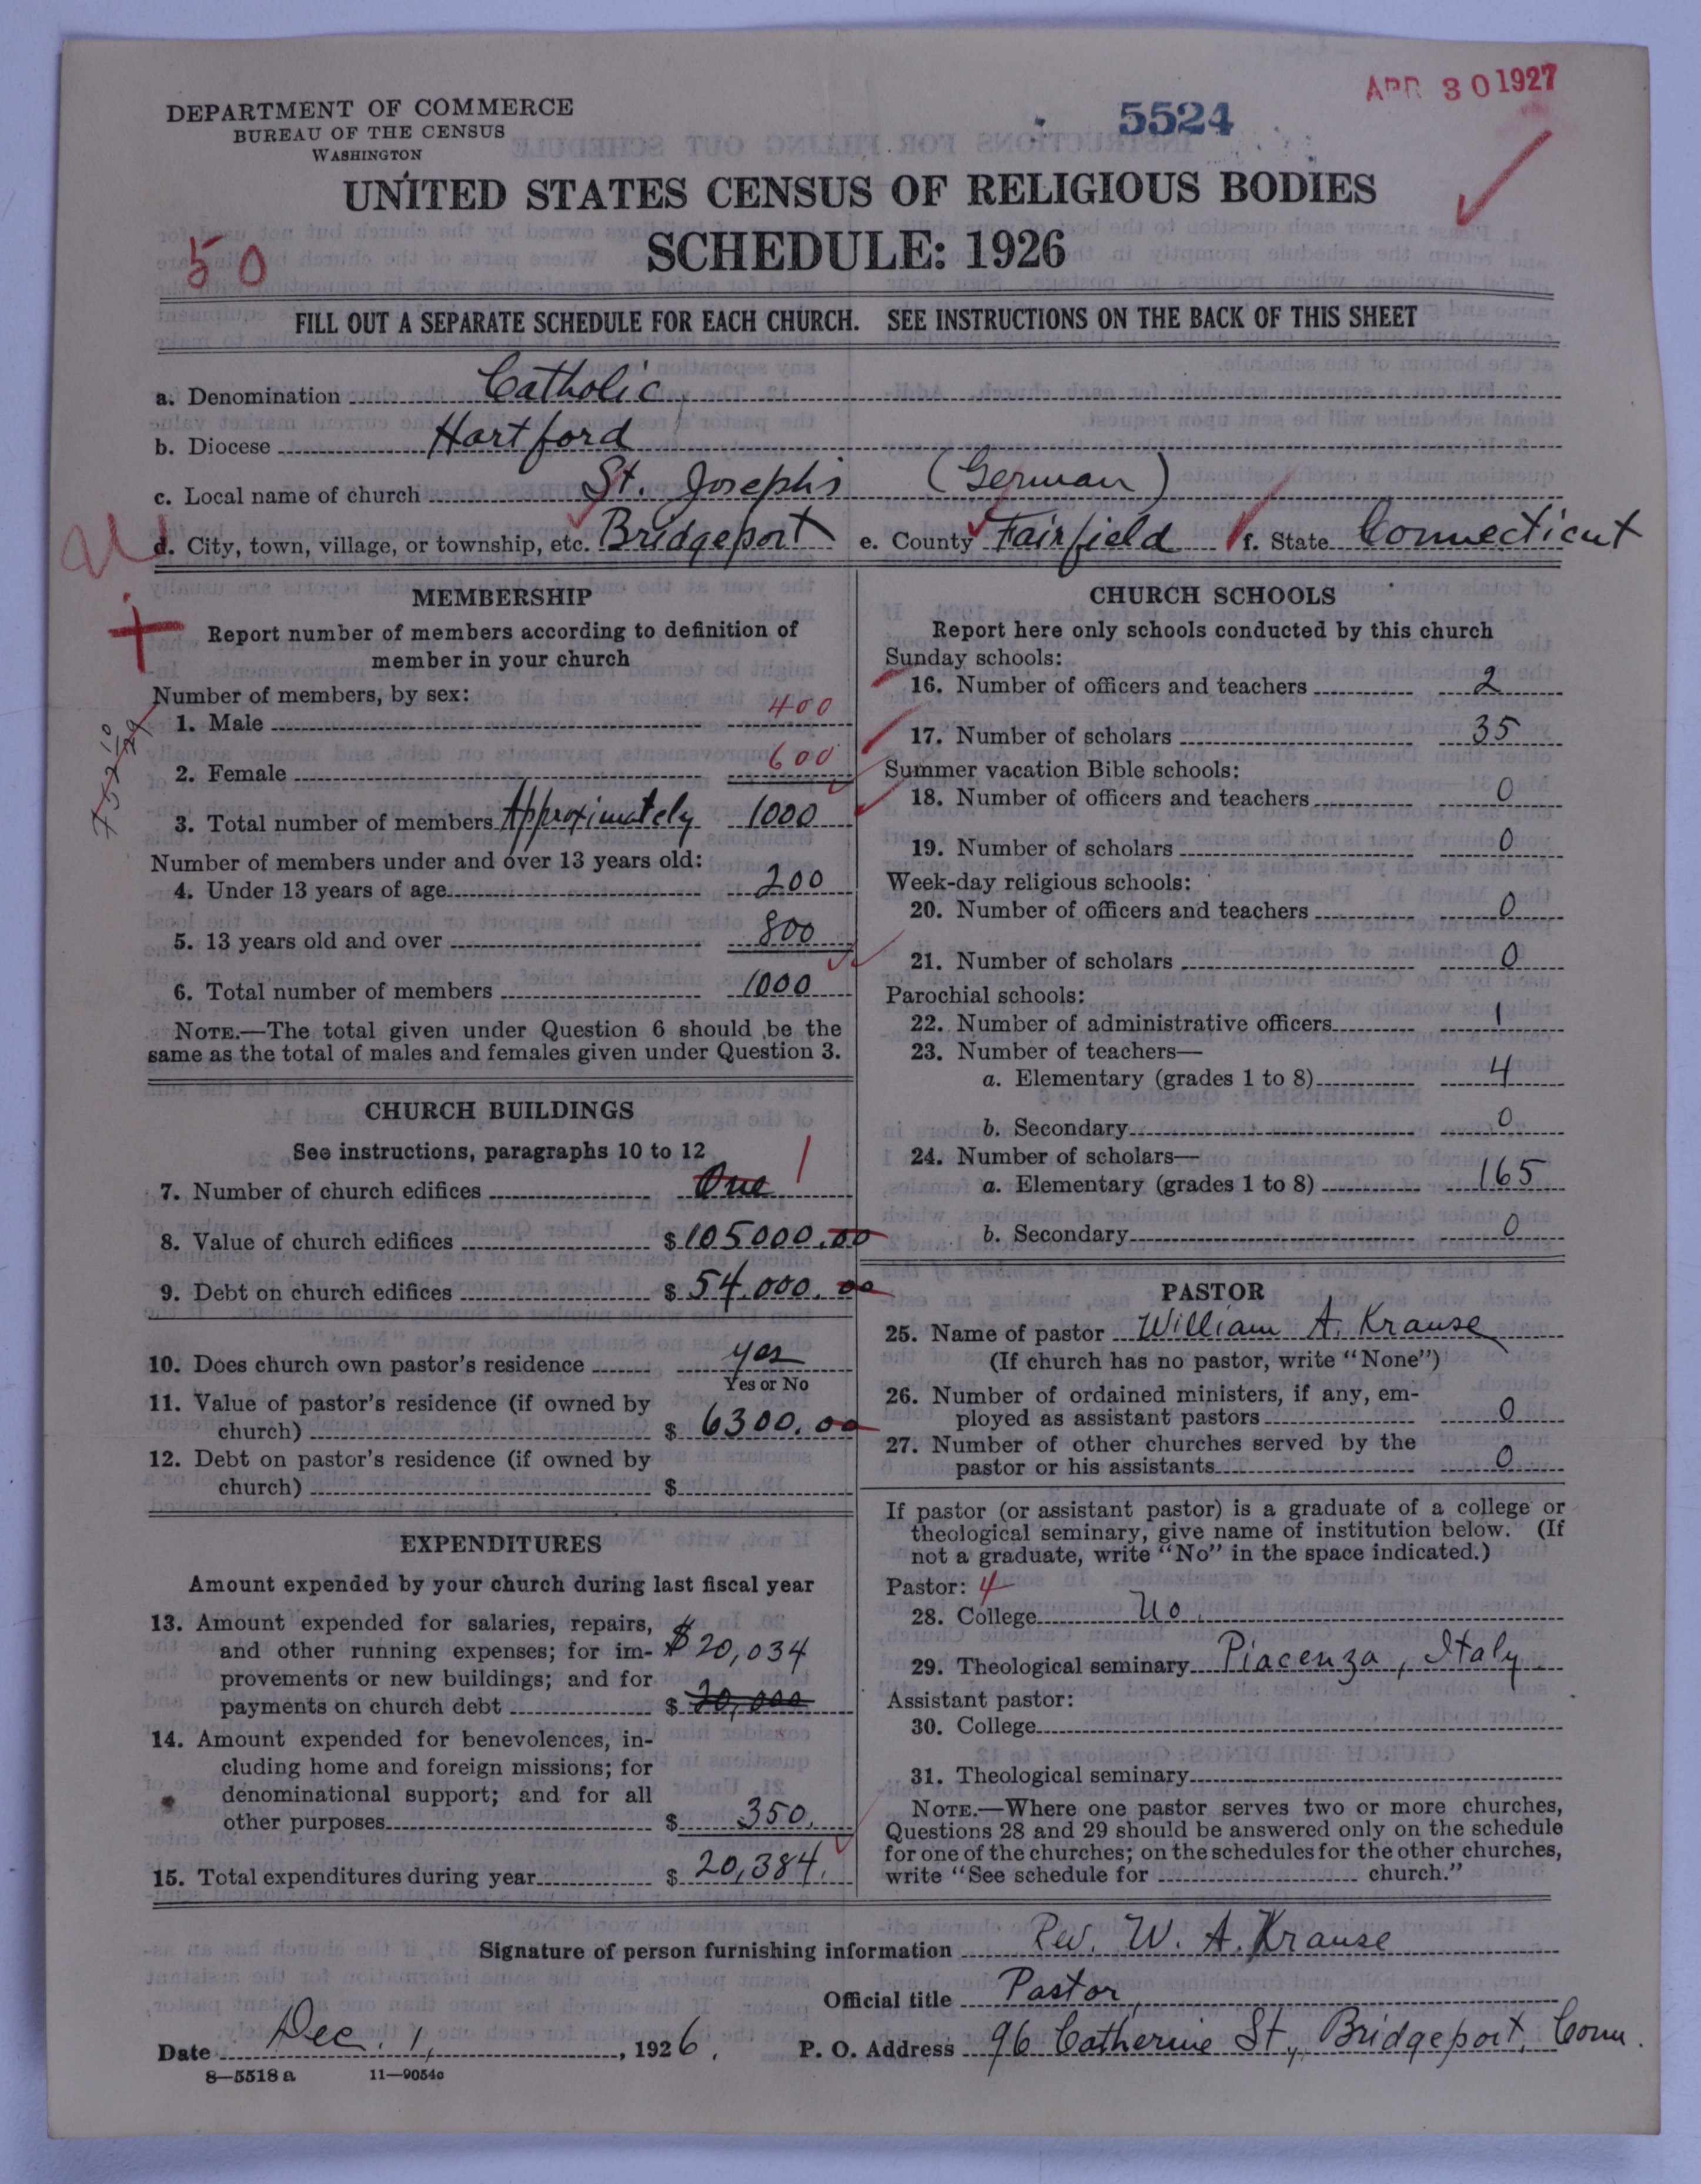 APR 30 1927
5524
DEPARTMENT OF COMMERCE
BUREAU OF THE CENSUS
WASHINGTON
UNITED STATES CENSUS OF RELIGIOUS BODIES
SCHEDULE: 1926
50
FILL OUT A SEPARATE SCHEDULE FOR EACH CHURCH. SEE INSTRUCTIONS ON THE BACK OF THIS SHEET
a. Denomination Catholic
b. Diocese Hartford
c. Local name of church St. Joseph's (German)
d. City, town, village, or township, etc. Bridgeport e. County Fairfield f. State Connecticut
MEMBERSHIP
Report number of members according to definition of
member in your church
Number of members, by sex:
1. Male 400
2. Female 600
3. Total number of members Approximately 1000
Number of members under and over 13 years old:
4. Under 13 years of age 200
5. 13 years old and over 800
6. Total number of members 1000
NOTE.—The total given under Question 6 should be the
same as the total of males and females given under Question 3.
CHURCH BUILDINGS
See instructions, paragraphs 10 to 12
7. Number of church edifices One 1
8. Value of church edifices $ 105000.00
9. Debt on church edifices $ 54.000.00
10. Does church own pastor's residence yes
Yes or No
11. Value of pastor's residence (if owned by
church) $ 6300.00
12. Debt on pastor's residence (if owned by
church) $
EXPENDITURES
Amount expended by your church during last fiscal year
13. Amount expended for salaries, repairs,
and other running expenses; for im- $20,034
provements or new buildings; and for
payments on church debt $ 20,000
14. Amount expended for benevolences, in-
cluding home and foreign missions; for
denominational support; and for all
other purposes $ 350.
15. Total expenditures during year $ 20,384.
CHURCH SCHOOLS
Report here only schools conducted by this church
Sunday schools:
16. Number of officers and teachers 2
17. Number of scholars 35
Summer vacation Bible schools:
18. Number of officers and teachers 0
19. Number of scholars 0
Week-day religious schools:
20. Number of officers and teachers 0
21. Number of scholars 0
Parochial schools:
22. Number of administrative officers 1
23. Number of teachers—
a. Elementary (grades 1 to 8) 4
b. Secondary 0
24. Number of scholars—
a. Elementary (grades 1 to 8) 165
b. Secondary 0
PASTOR
25. Name of pastor William A. Krause
(If church has no pastor, write "None")
26. Number of ordained ministers, if any, em-
ployed as assistant pastors 0
27. Number of other churches served by the
pastor or his assistants 0
If pastor (or assistant pastor) is a graduate of a college or
theological seminary, give name of institution below. (If
not a graduate, write "No" in the space indicated.)
Pastor: 4
28. College No.
29. Theological seminary Piacenza, Italy
Assistant pastor:
30. College
31. Theological seminary
NOTE.—Where one pastor serves two or more churches,
Questions 28 and 29 should be answered only on the schedule
for one of the churches; on the schedules for the other churches,
write "See schedule for church."
Signature of person furnishing information Rev. W. A. Krause
Official title Pastor
Date Dec. 1, 1926. P. O. Address 96 Catherine St., Bridgeport, Conn.
8—5518 a 11—9054c